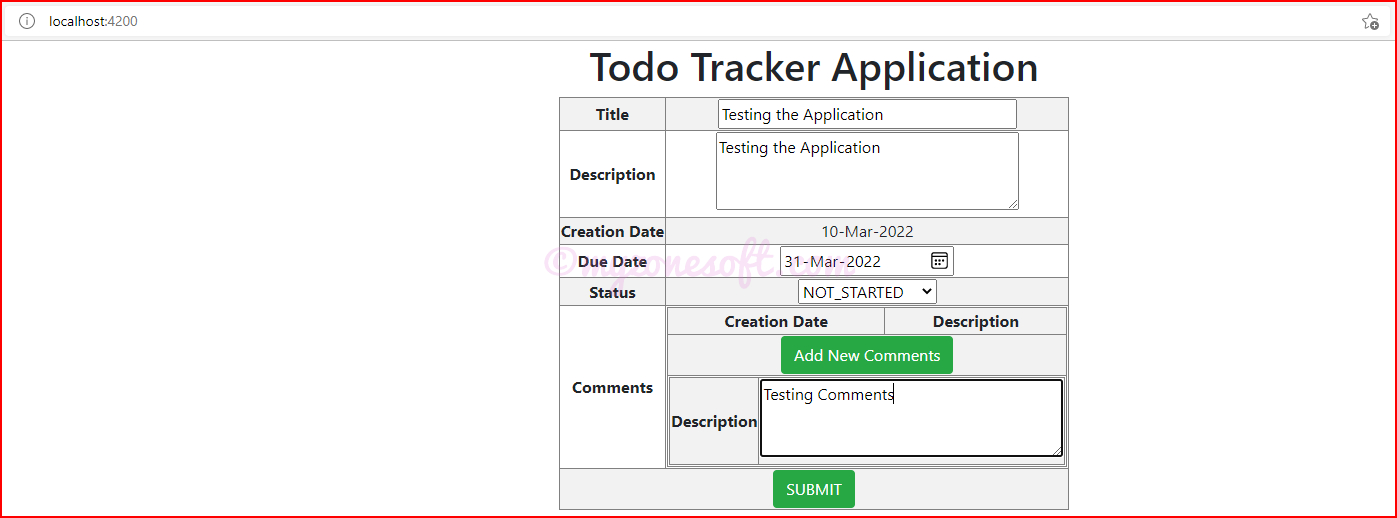 localhost:4200
Todo Tracker Application
Title Testing the Application
Description Testing the Application
Creation Date 10-Mar-2022
Due Date 31-Mar-2022
©myconesoft.com
Status NOT_STARTED
Comments
Creation Date Description
Add New Comments
Description Testing Comments
SUBMIT